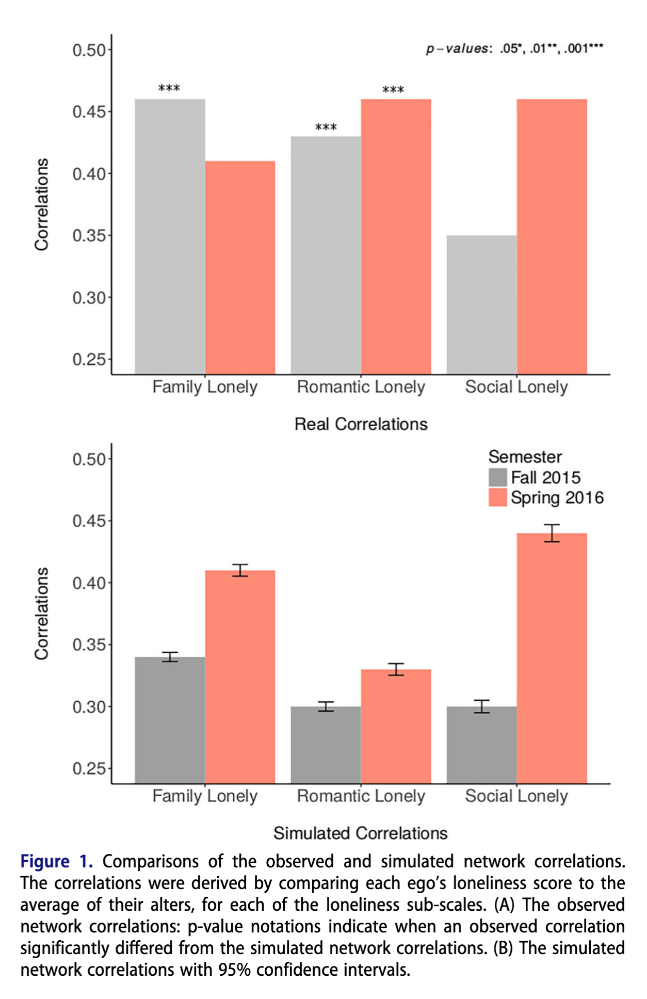 0.50
p–values: .05*, .01**, .001***
***
***
***
0.45
0.40
0.35
0.30
0.25
Correlations
Family Lonely Romantic Lonely Social Lonely
Real Correlations
0.50
0.45
0.40
0.35
0.30
0.25
Correlations
Semester
Fall 2015
Spring 2016
Family Lonely Romantic Lonely Social Lonely
Simulated Correlations
Figure 1. Comparisons of the observed and simulated network correlations.
The correlations were derived by comparing each ego’s loneliness score to the
average of their alters, for each of the loneliness sub-scales. (A) The observed
network correlations: p-value notations indicate when an observed correlation
significantly differed from the simulated network correlations. (B) The simulated
network correlations with 95% confidence intervals.